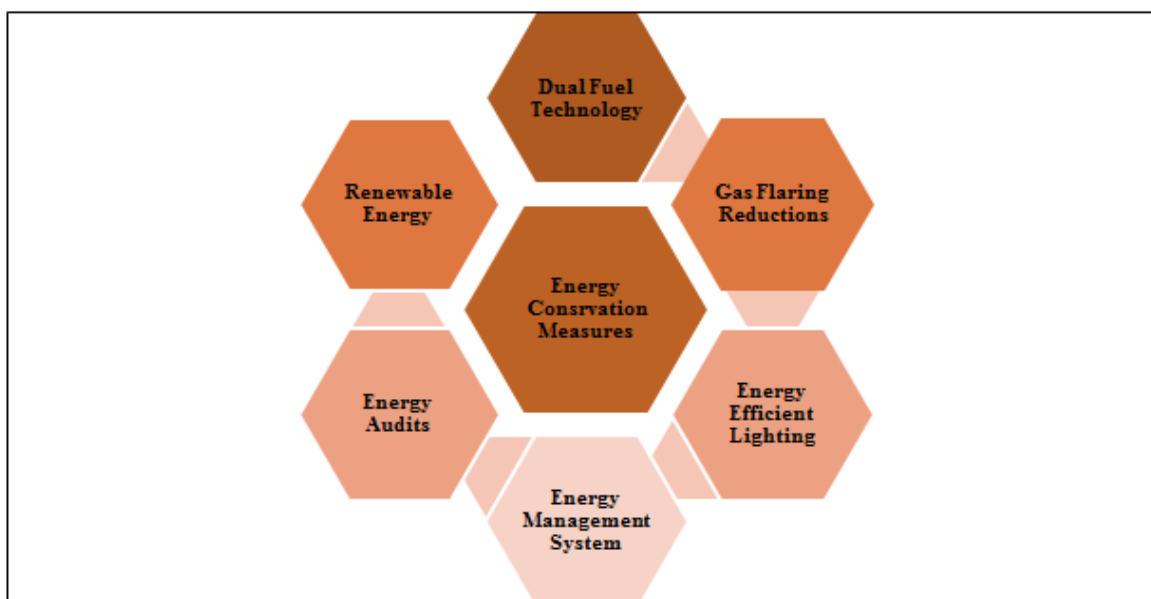 Dual Fuel
Technology
Renewable
Energy
Gas Flaring
Reductions
Energy
Consrvation
Measures
Energy
Audits
Energy
Efficient
Lighting
Energy
Management
System